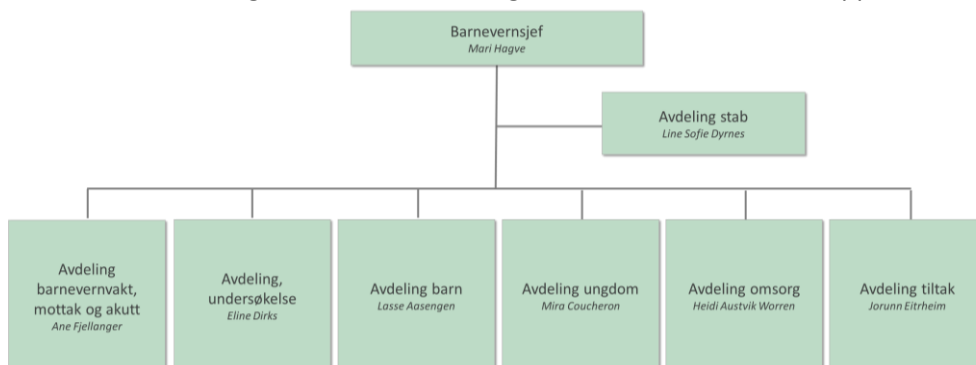 Barnevernsjef
Mari Hagve
Avdeling stab
Line Sofie Dyrnes
Avdeling
barnevernvakt,
mottak og akutt
Ane Fjellanger
Avdeling,
undersøkelse
Eline Dirks
Avdeling barn
Lasse Aasengen
Avdeling ungdom
Mira Coucheron
Avdeling omsorg
Heidi Austvik Worren
Avdeling tiltak
Jorunn Eitrheim